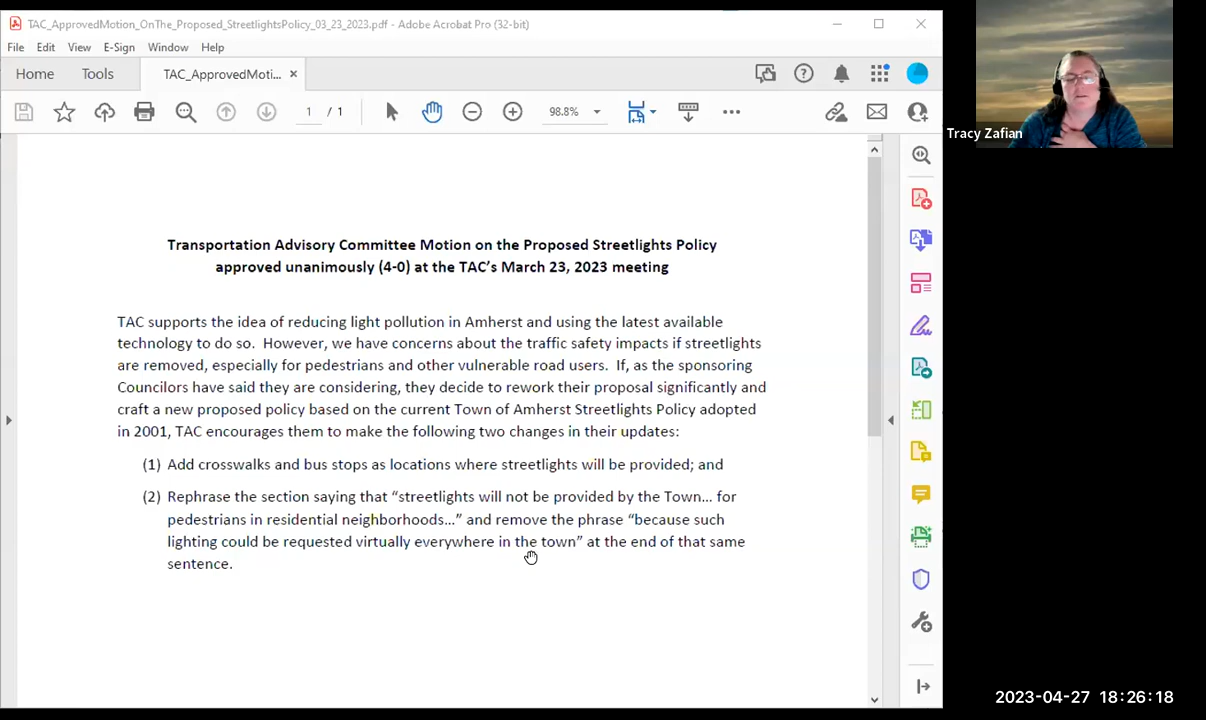 TAC_ApprovedMotion_OnThe_Proposed_StreetlightsPolicy_03_23_2023.pdf - Adobe Acrobat Pro (32-bit)
File Edit View E-Sign Window Help
Home Tools TAC_ApprovedMoti... ×
1 / 1 98.8%
Tracy Zafian
Transportation Advisory Committee Motion on the Proposed Streetlights Policy
approved unanimously (4-0) at the TAC's March 23, 2023 meeting
TAC supports the idea of reducing light pollution in Amherst and using the latest available
technology to do so.  However, we have concerns about the traffic safety impacts if streetlights
are removed, especially for pedestrians and other vulnerable road users.  If, as the sponsoring
Councilors have said they are considering, they decide to rework their proposal significantly and
craft a new proposed policy based on the current Town of Amherst Streetlights Policy adopted
in 2001, TAC encourages them to make the following two changes in their updates:
(1) Add crosswalks and bus stops as locations where streetlights will be provided; and
(2) Rephrase the section saying that “streetlights will not be provided by the Town... for
pedestrians in residential neighborhoods...” and remove the phrase “because such
lighting could be requested virtually everywhere in the town” at the end of that same
sentence.
2023-04-27 18:26:18